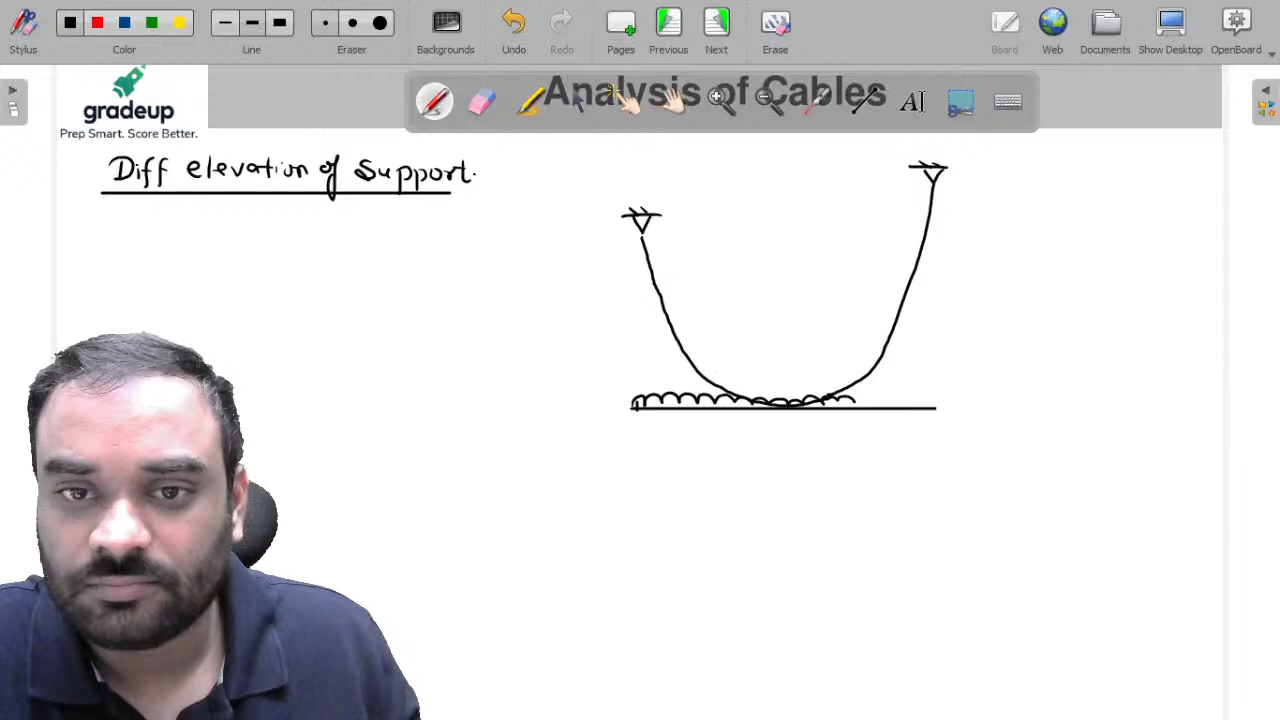 Stylus
Color
Line
Eraser
Backgrounds
Undo
Redo
Pages
Previous
Next
Erase
Board
Web
Documents
Show Desktop
OpenBoard
gradeup
Prep Smart. Score Better.
Analysis of Cables
AI
Diff elevation of Support.